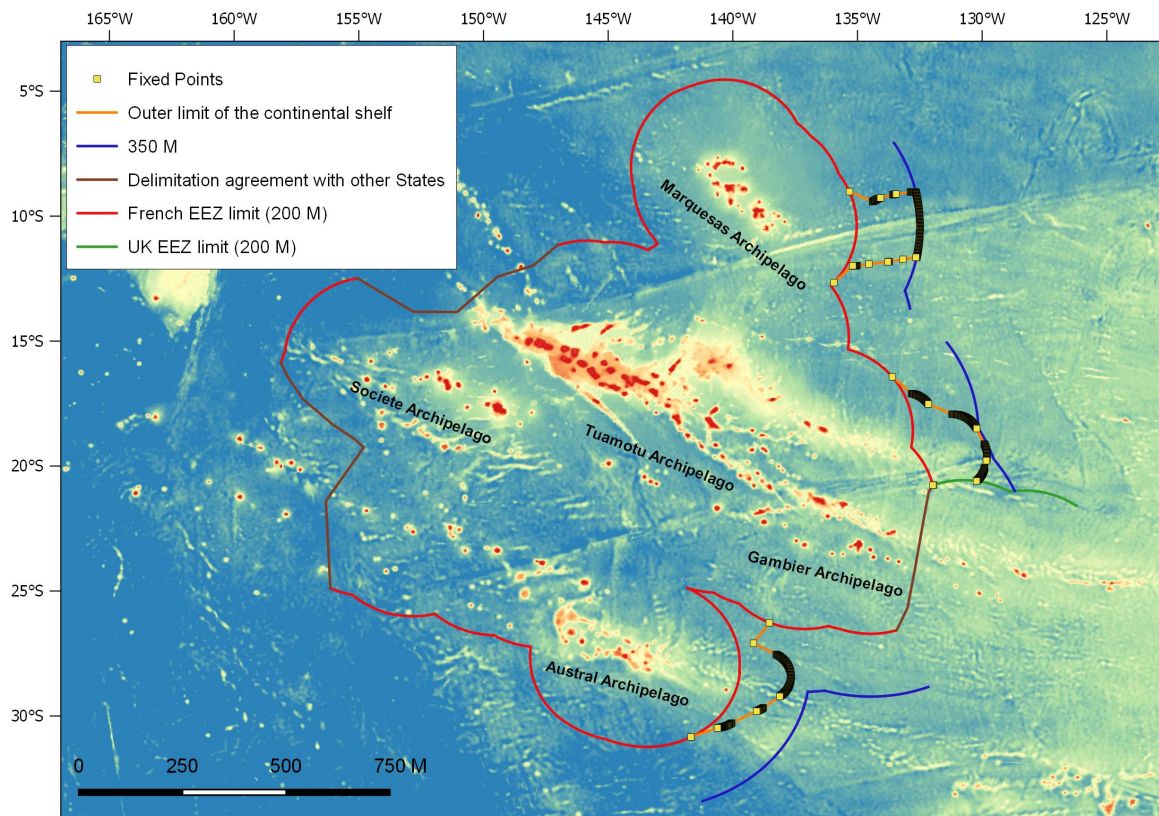 165°W 160°W 155°W 150°W 145°W 140°W 135°W 130°W 125°W
Fixed Points
Outer limit of the continental shelf
350 M
Delimitation agreement with other States
French EEZ limit (200 M)
UK EEZ limit (200 M)
5°S
10°S
15°S
20°S
25°S
30°S
Marquesas Archipelago
Societe Archipelago
Tuamotu Archipelago
Gambier Archipelago
Austral Archipelago
0 250 500 750 M